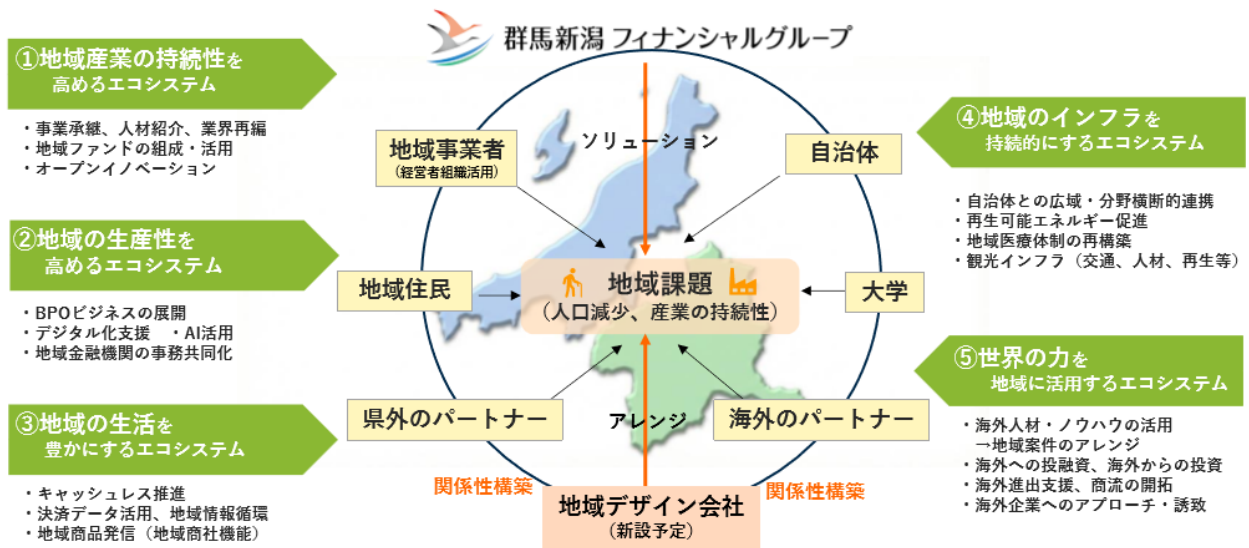 群馬新潟 フィナンシャルグループ
①地域産業の持続性を
高めるエコシステム
・事業承継、人材紹介、業界再編
・地域ファンドの組成・活用
・オープンイノベーション
②地域の生産性を
高めるエコシステム
・BPOビジネスの展開
・デジタル化支援　・AI活用
・地域金融機関の事務共同化
③地域の生活を
豊かにするエコシステム
・キャッシュレス推進
・決済データ活用、地域情報循環
・地域商品発信（地域商社機能）
地域事業者
（経営者組織活用）
ソリューション
自治体
地域住民
地域課題
（人口減少、産業の持続性）
大学
県外のパートナー
アレンジ
海外のパートナー
関係性構築
関係性構築
地域デザイン会社
（新設予定）
④地域のインフラを
持続的にするエコシステム
・自治体との広域・分野横断的連携
・再生可能エネルギー促進
・地域医療体制の再構築
・観光インフラ（交通、人材、再生等）
⑤世界の力を
地域に活用するエコシステム
・海外人材・ノウハウの活用
→地域案件のアレンジ
・海外への投融資、海外からの投資
・海外進出支援、商流の開拓
・海外企業へのアプローチ・誘致